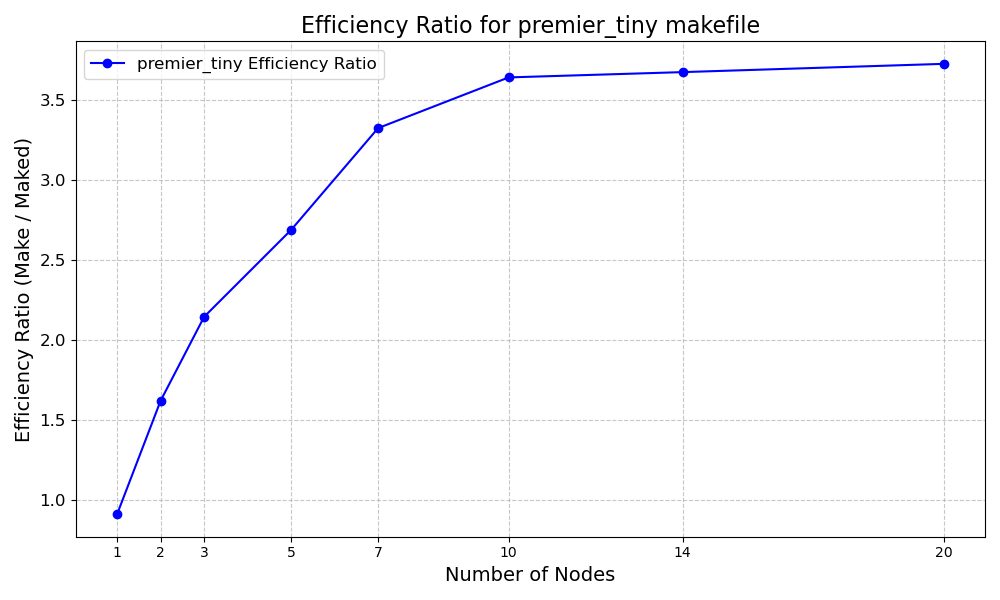 Efficiency Ratio for premier_tiny makefile
premier_tiny Efficiency Ratio
Efficiency Ratio (Make / Maked)
3.5
3.0
2.5
2.0
1.5
1.0
1 2 3 5 7 10 14 20
Number of Nodes